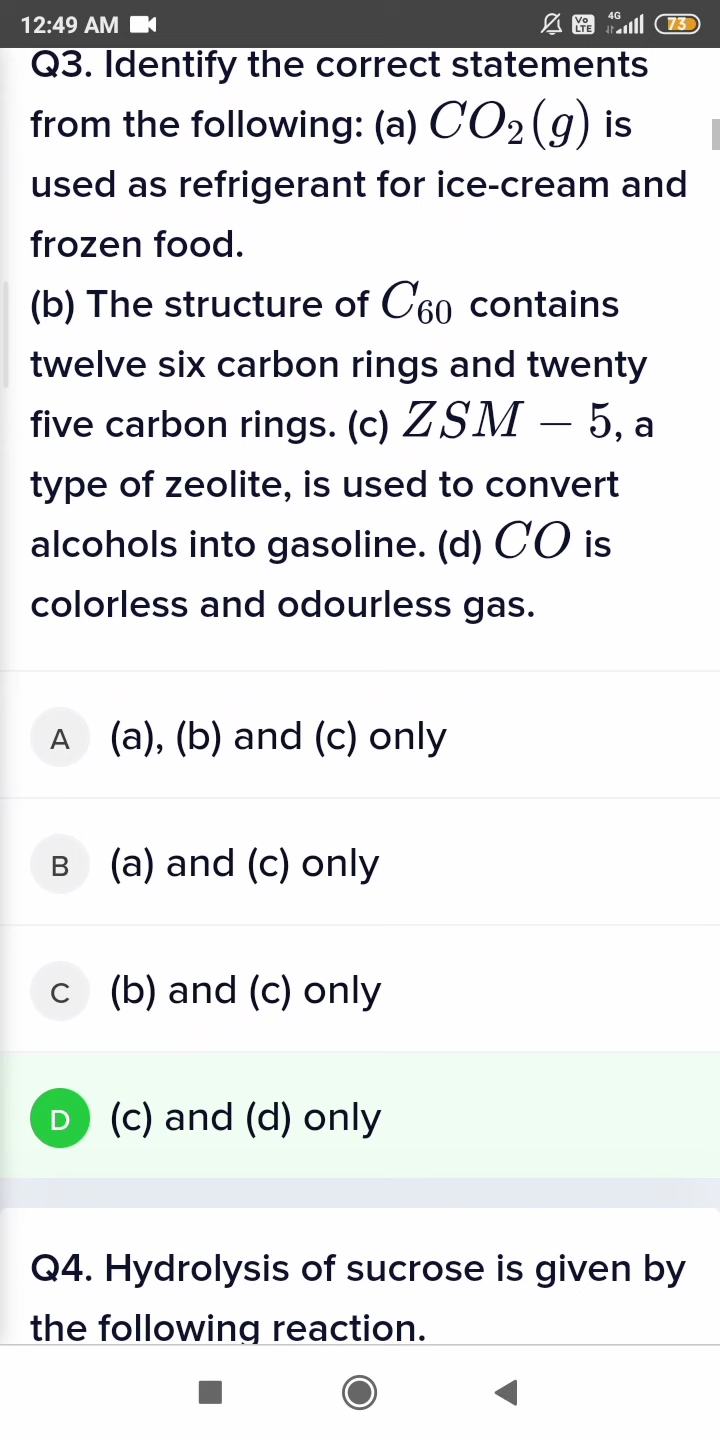 12:49 AM
Vo LTE 4G 73
Q3. Identify the correct statements
from the following: (a) CO₂(g) is
used as refrigerant for ice-cream and
frozen food.
(b) The structure of C₆₀ contains
twelve six carbon rings and twenty
five carbon rings. (c) ZSM – 5, a
type of zeolite, is used to convert
alcohols into gasoline. (d) CO is
colorless and odourless gas.
A (a), (b) and (c) only
B (a) and (c) only
C (b) and (c) only
D (c) and (d) only
Q4. Hydrolysis of sucrose is given by
the following reaction.